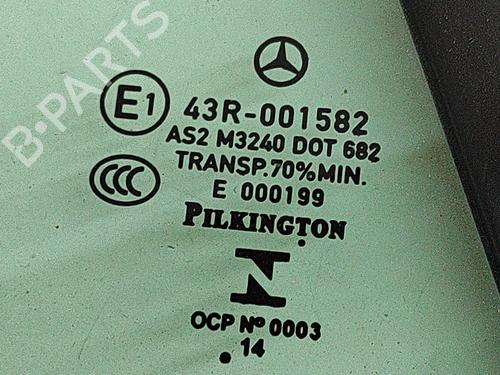 E1 43R-001582
AS2 M3240 DOT 682
TRANSP.70%MIN.
CCC E 000199
PILKINGTON
OCP Nº 0003
.14
B-PARTS